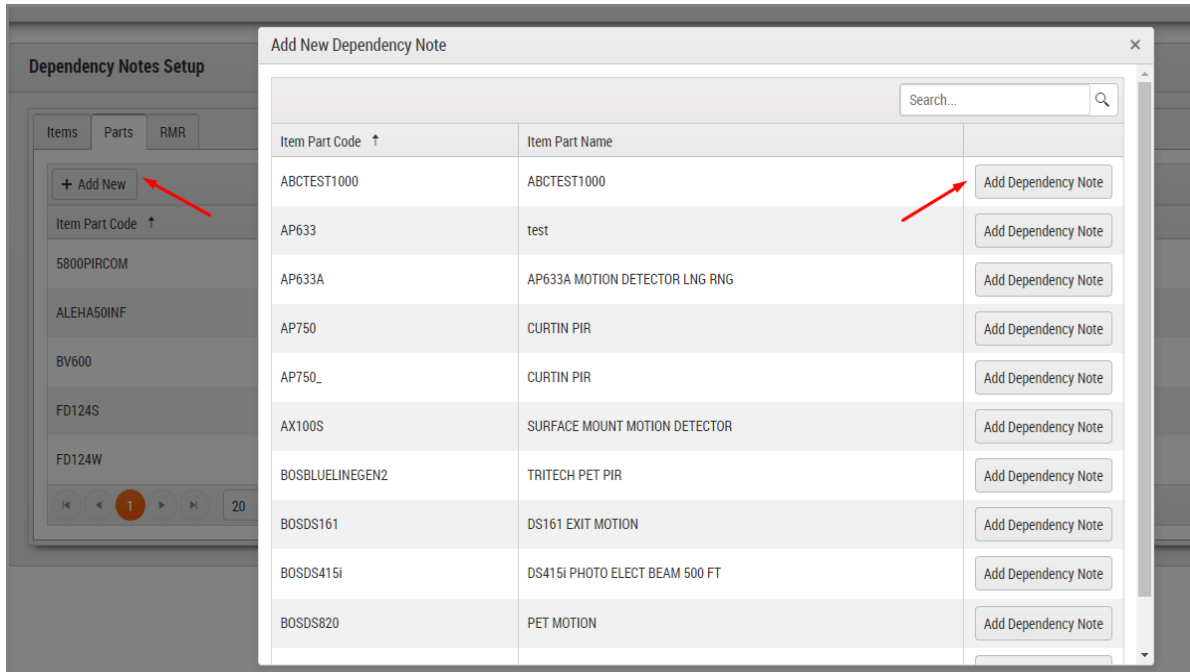 Add New Dependency Note ×
Dependency Notes Setup
Search...
Items Parts RMR
Item Part Code ↑ Item Part Name
+ Add New
ABCTEST1000 ABCTEST1000 Add Dependency Note
Item Part Code ↑
AP633 test Add Dependency Note
5800PIRCOM
AP633A AP633A MOTION DETECTOR LNG RNG Add Dependency Note
ALEHA50INF
AP750 CURTIN PIR Add Dependency Note
BV600
AP750_ CURTIN PIR Add Dependency Note
FD124S
AX100S SURFACE MOUNT MOTION DETECTOR Add Dependency Note
FD124W
BOSBLUELINEGEN2 TRITECH PET PIR Add Dependency Note
1 20
BOSDS161 DS161 EXIT MOTION Add Dependency Note
BOSDS415i DS415i PHOTO ELECT BEAM 500 FT Add Dependency Note
BOSDS820 PET MOTION Add Dependency Note